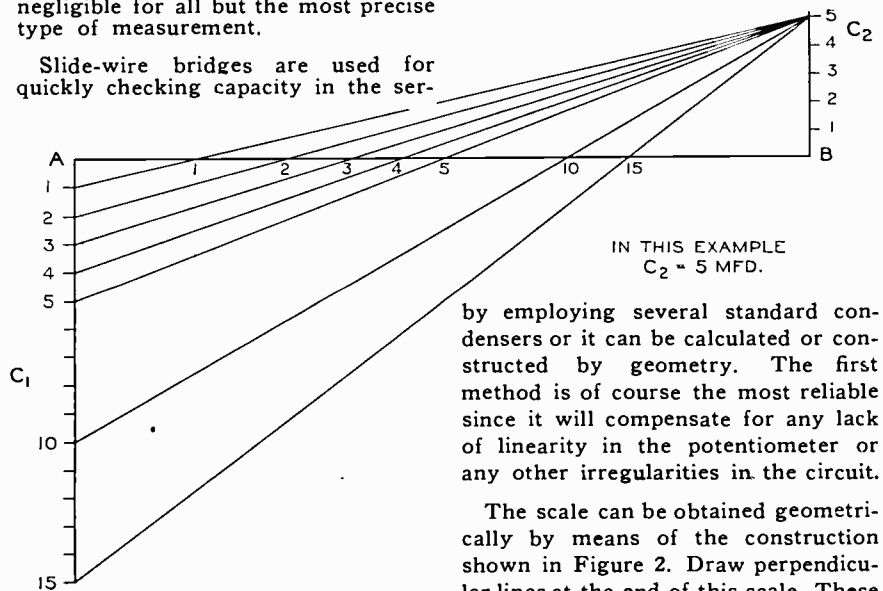 negligible for all but the most precise
type of measurement.
Slide-wire bridges are used for
quickly checking capacity in the ser-
5
C2
4
3
2
1
A
B
1 2 3 4 5 10 15
1
2
3
4
5
C1
10
15
IN THIS EXAMPLE
C2 = 5 MFD.
by employing several standard con-
densers or it can be calculated or con-
structed by geometry. The first
method is of course the most reliable
since it will compensate for any lack
of linearity in the potentiometer or
any other irregularities in the circuit.
The scale can be obtained geometri-
cally by means of the construction
shown in Figure 2. Draw perpendicu-
lar lines at the end of this scale. These